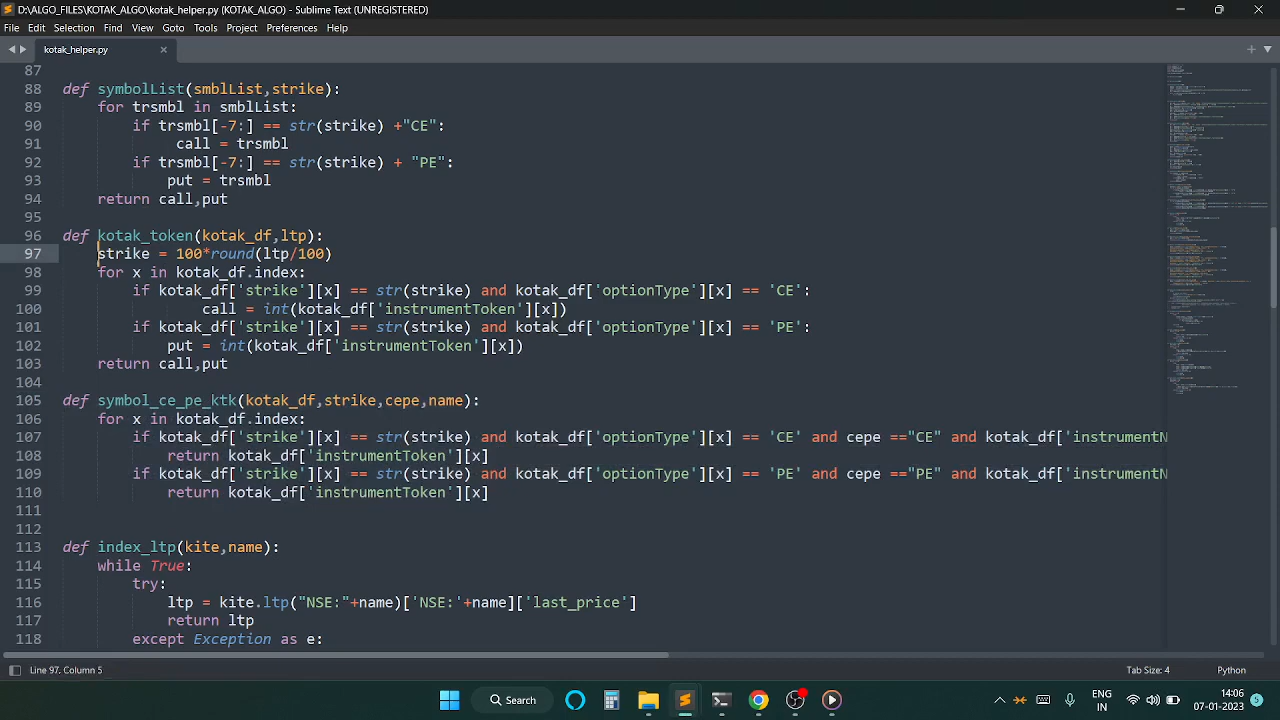 D:\ALGO_FILES\KOTAK_ALGO\kotak_helper.py (KOTAK_ALGO) - Sublime Text (UNREGISTERED)
File Edit Selection Find View Goto Tools Project Preferences Help
kotak_helper.py
87
88 def symbolList(smblList,strike):
89 for trsmbl in smblList:
90 if trsmbl[-7:] == str(strike) +"CE":
91 call = trsmbl
92 if trsmbl[-7:] == str(strike) + "PE":
93 put = trsmbl
94 return call,put
95
96 def kotak_token(kotak_df,ltp):
97 strike = 100*round(ltp/100)
98 for x in kotak_df.index:
99 if kotak_df['strike'][x] == str(strike) and kotak_df['optionType'][x] == 'CE':
100 call = int(kotak_df['instrumentToken'][x])
101 if kotak_df['strike'][x] == str(strike) and kotak_df['optionType'][x] == 'PE':
102 put = int(kotak_df['instrumentToken'][x])
103 return call,put
104
105 def symbol_ce_pe_ktk(kotak_df,strike,cepe,name):
106 for x in kotak_df.index:
107 if kotak_df['strike'][x] == str(strike) and kotak_df['optionType'][x] == 'CE' and cepe =="CE" and kotak_df['instrumentN
108 return kotak_df['instrumentToken'][x]
109 if kotak_df['strike'][x] == str(strike) and kotak_df['optionType'][x] == 'PE' and cepe =="PE" and kotak_df['instrumentN
110 return kotak_df['instrumentToken'][x]
111
112
113 def index_ltp(kite,name):
114 while True:
115 try:
116 ltp = kite.ltp("NSE:"+name)['NSE:'+name]['last_price']
117 return ltp
118 except Exception as e:
Line 97, Column 5
Tab Size: 4 Python
Search
ENG
IN
14:06
07-01-2023
5